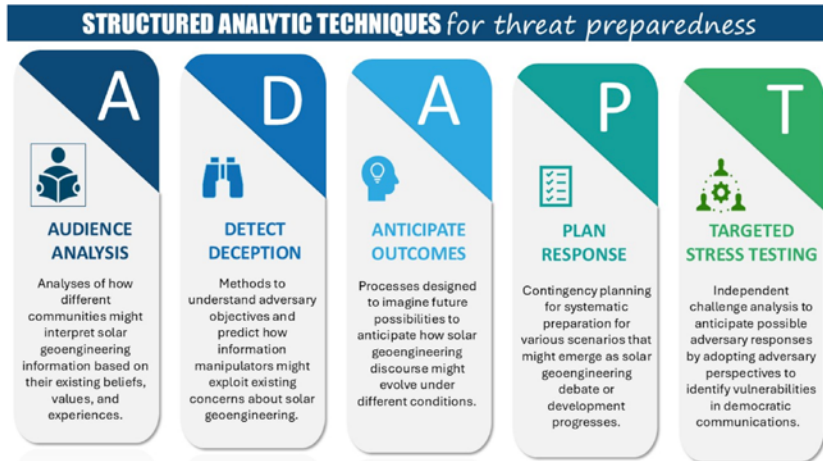 STRUCTURED ANALYTIC TECHNIQUES for threat preparedness
A
AUDIENCE
ANALYSIS
Analyses of how
different
communities might
interpret solar
geoengineering
information based on
their existing beliefs,
values, and
experiences.
D
DETECT
DECEPTION
Methods to
understand adversary
objectives and
predict how
information
manipulators might
exploit existing
concerns about solar
geoengineering.
A
ANTICIPATE
OUTCOMES
Processes designed
to imagine future
possibilities to
anticipate how solar
geoengineering
discourse might
evolve under
different conditions.
P
PLAN
RESPONSE
Contingency planning
for systematic
preparation for
various scenarios that
might emerge as solar
geoengineering
debate or
development
progresses.
T
TARGETED
STRESS TESTING
Independent
challenge analysis to
anticipate possible
adversary responses
by adopting adversary
perspectives to
identify vulnerabilities
in democratic
communications.